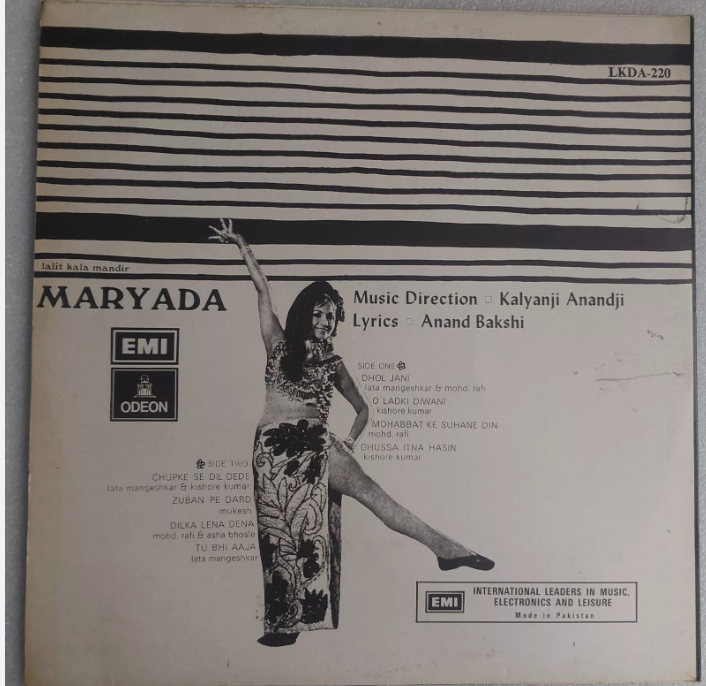 LKDA-220
lalit kala mandir
MARYADA
Music Direction Kalyanji Anandji
Lyrics Anand Bakshi
EMI
ODEON
SIDE ONE
DHOL JANI
lata mangeshkar & mohd. rafi
O LADKI DIWANI
kishore kumar
MOHABBAT KE SUHANE DIN
mohd. rafi
GHUSSA ITNA HASIN
kishore kumar
SIDE TWO
CHUPKE SE DIL DEDE
lata mangeshkar & kishore kumar
ZUBAN PE DARD
mukesh
DILKA LENA DENA
mohd. rafi & asha bhosle
TU BHI AAJA
lata mangeshkar
EMI
INTERNATIONAL LEADERS IN MUSIC,
ELECTRONICS AND LEISURE
Made in Pakistan